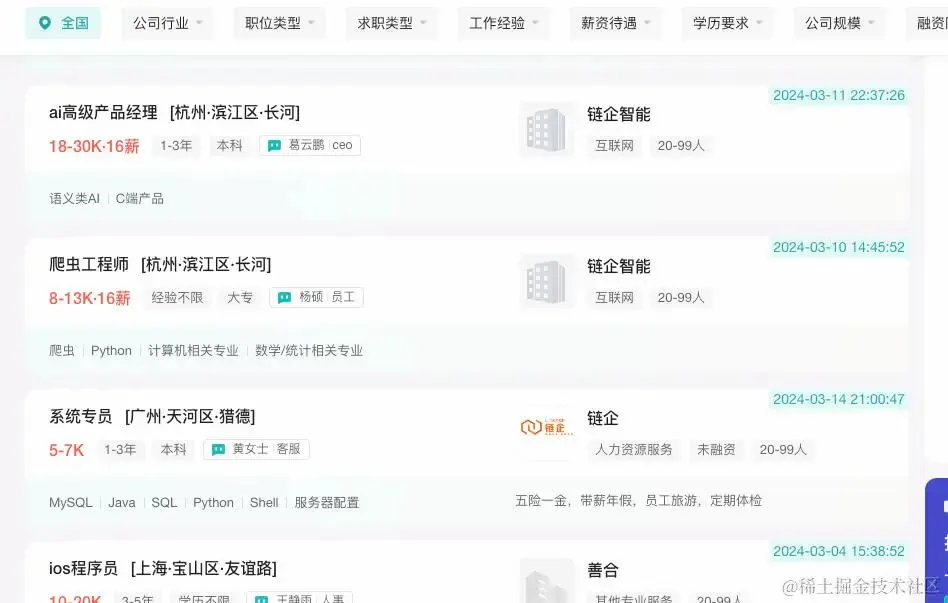 全国 公司行业 职位类型 求职类型 工作经验 薪资待遇 学历要求 公司规模
2024-03-11 22:37:26
ai高级产品经理 [杭州·滨江区·长河]
18-30K·16薪 1-3年 本科 葛云鹏 ceo
链企智能
互联网 20-99人
语义类AI C端产品
2024-03-10 14:45:52
爬虫工程师 [杭州·滨江区·长河]
8-13K·16薪 经验不限 大专 杨硕 员工
链企智能
互联网 20-99人
爬虫 Python 计算机相关专业 数学/统计相关专业
2024-03-14 21:00:47
系统专员 [广州·天河区·猎德]
5-7K 1-3年 本科 黄女士 客服
链企
链企
人力资源服务 未融资 20-99人
MySQL Java SQL Python Shell 服务器配置
五险一金，带薪年假，员工旅游，定期体检
2024-03-04 15:38:52
ios程序员 [上海·宝山区·友谊路]
10-20K 3-5年 学历不限 王静雨 人事
善合
其他专业服务 20-99人
@稀土掘金技术社区